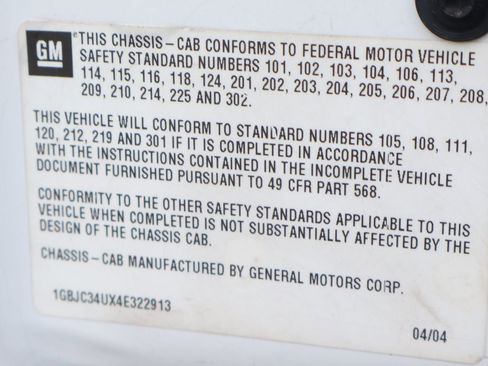 GM
THIS CHASSIS-CAB CONFORMS TO FEDERAL MOTOR VEHICLE
SAFETY STANDARD NUMBERS 101, 102, 103, 104, 106, 113,
114, 115, 116, 118, 124, 201, 202, 203, 204, 205, 206, 207, 208,
209, 210, 214, 225 AND 302.
THIS VEHICLE WILL CONFORM TO STANDARD NUMBERS 105, 108, 111,
120, 212, 219 AND 301 IF IT IS COMPLETED IN ACCORDANCE
WITH THE INSTRUCTIONS CONTAINED IN THE INCOMPLETE VEHICLE
DOCUMENT FURNISHED PURSUANT TO 49 CFR PART 568.
CONFORMITY TO THE OTHER SAFETY STANDARDS APPLICABLE TO THIS
VEHICLE WHEN COMPLETED IS NOT SUBSTANTIALLY AFFECTED BY THE
DESIGN OF THE CHASSIS CAB.
CHASSIS-CAB MANUFACTURED BY GENERAL MOTORS CORP.
1GBJC34UX4E322913
04/04